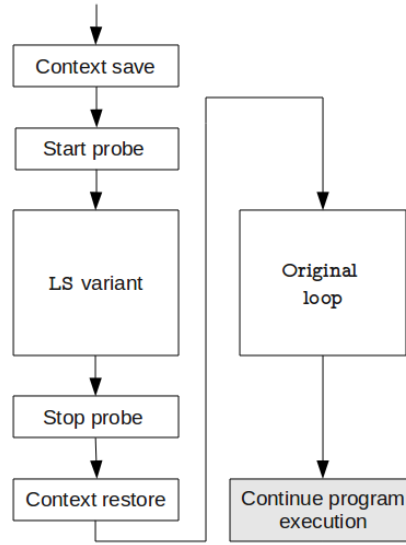 Context save
Start probe
LS variant
Stop probe
Context restore
Original
loop
Continue program
execution